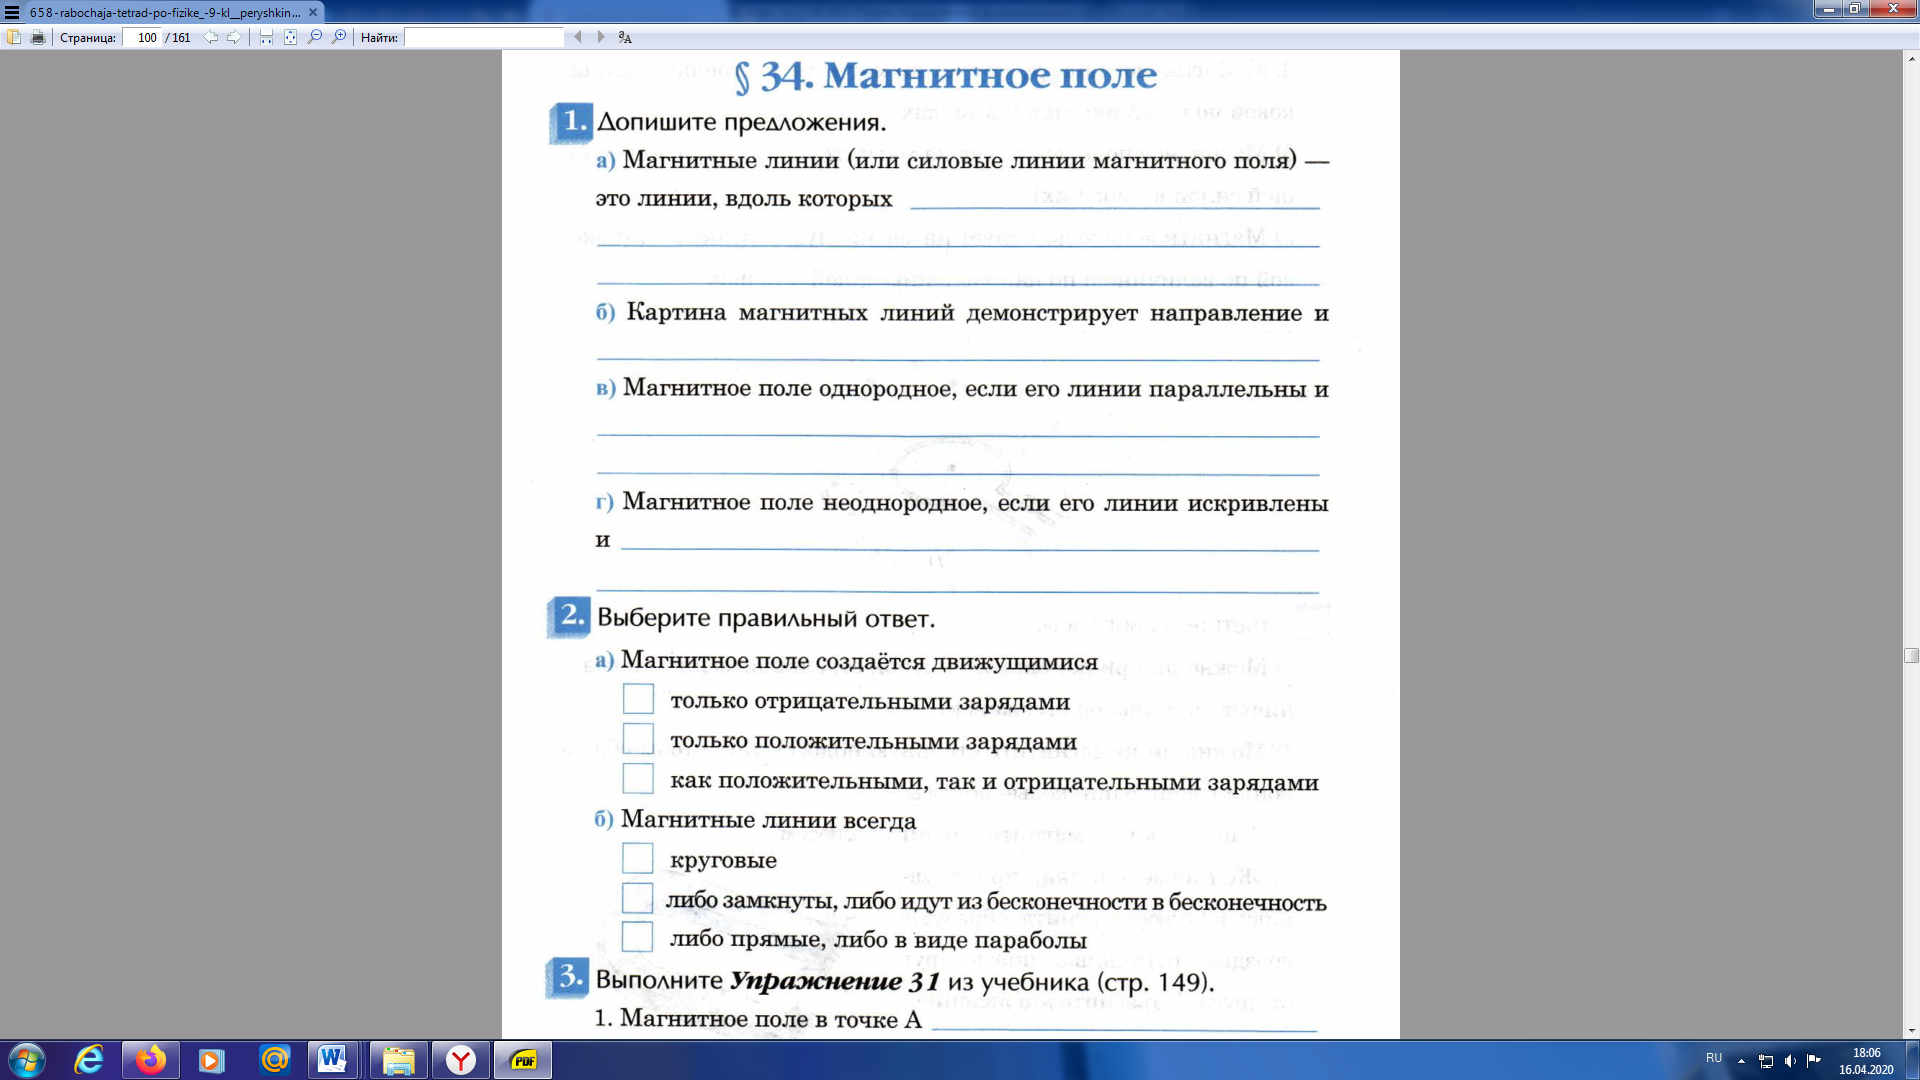 658-rabochaja-tetrad-po-fizike_-9-kl__peryshkin...
Страница: 100 / 161 Найти:
§ 34. Магнитное поле
1. Допишите предложения.
а) Магнитные линии (или силовые линии магнитного поля) —
это линии, вдоль которых
б) Картина магнитных линий демонстрирует направление и
в) Магнитное поле однородное, если его линии параллельны и
г) Магнитное поле неоднородное, если его линии искривлены
и
2. Выберите правильный ответ.
а) Магнитное поле создаётся движущимися
только отрицательными зарядами
только положительными зарядами
как положительными, так и отрицательными зарядами
б) Магнитные линии всегда
круговые
либо замкнуты, либо идут из бесконечности в бесконечность
либо прямые, либо в виде параболы
3. Выполните Упражнение 31 из учебника (стр. 149).
1. Магнитное поле в точке А
PDF
RU
18:06
16.04.2020